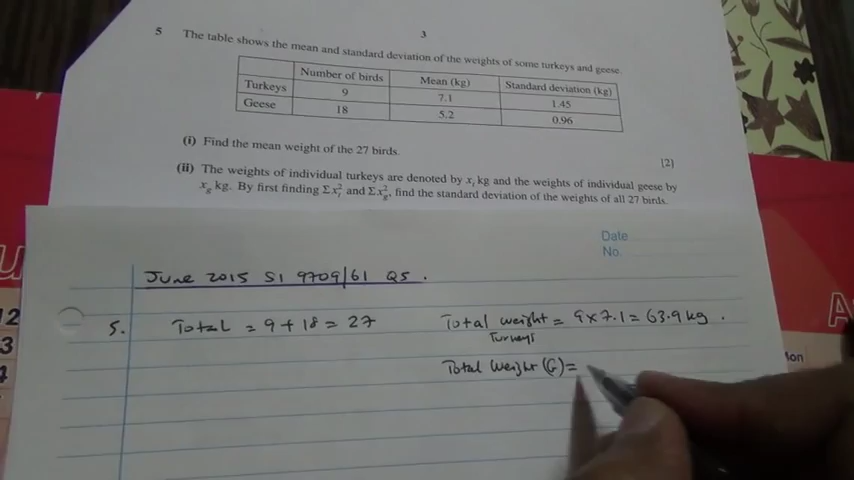 3
5 The table shows the mean and standard deviation of the weights of some turkeys and geese.
Number of birds Mean (kg) Standard deviation (kg)
Turkeys 9 7.1 1.45
Geese 18 5.2 0.96
(i) Find the mean weight of the 27 birds. [2]
(ii) The weights of individual turkeys are denoted by xₜ kg and the weights of individual geese by
x_g kg. By first finding Σxₜ² and Σx_g², find the standard deviation of the weights of all 27 birds.
Date
No.
June 2015 S1 9709/61 Q5.
5. Total = 9 + 18 = 27 Total weight = 9 × 7.1 = 63.9 kg.
Turkeys
Total weight (G) =
12
3
4